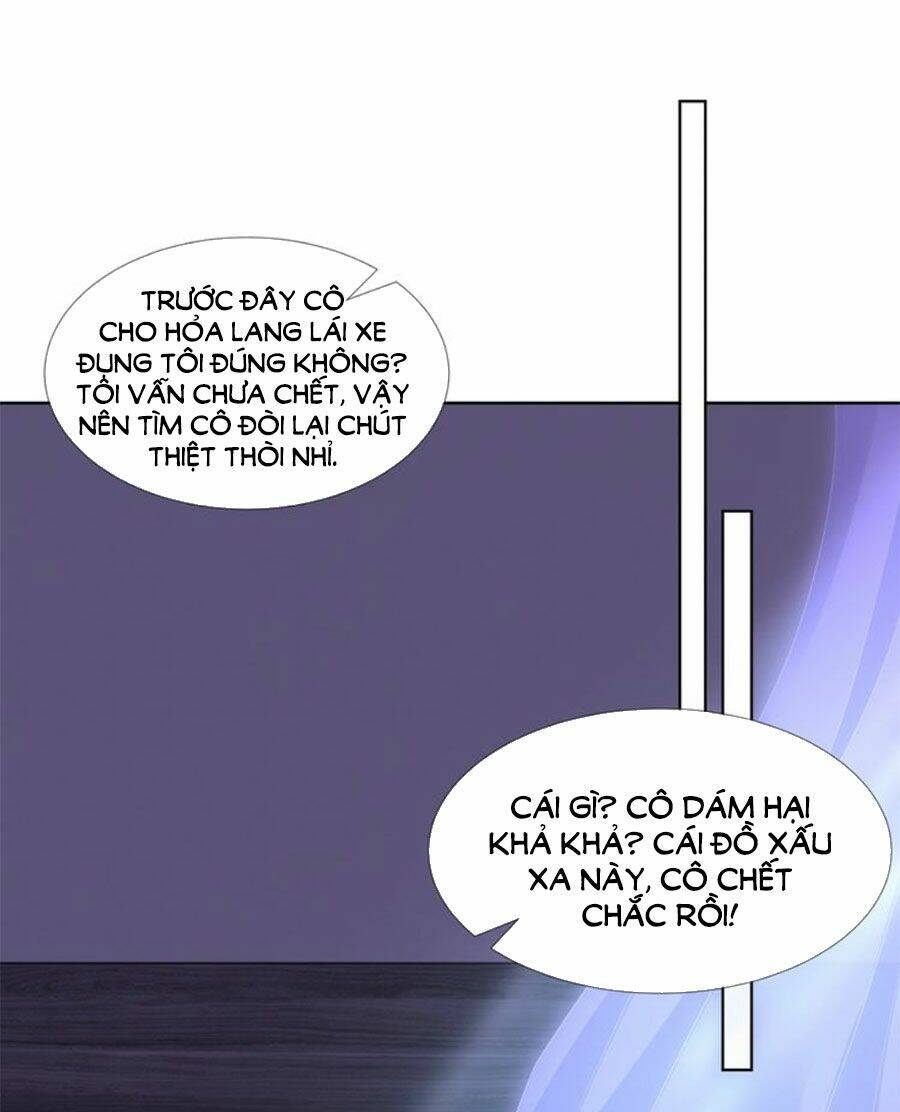 TRƯỚC ĐÂY CÔ
CHO HỎA LANG LÁI XE
ĐỤNG TÔI ĐÚNG KHÔNG?
TÔI VẪN CHƯA CHẾT, VẬY
NÊN TÌM CÔ ĐÒI LẠI CHÚT
THIỆT THÒI NHỈ.
CÁI GÌ? CÔ DÁM HẠI
KHẢ KHẢ? CÁI ĐỒ XẤU
XA NÀY, CÔ CHẾT
CHẮC RỒI!